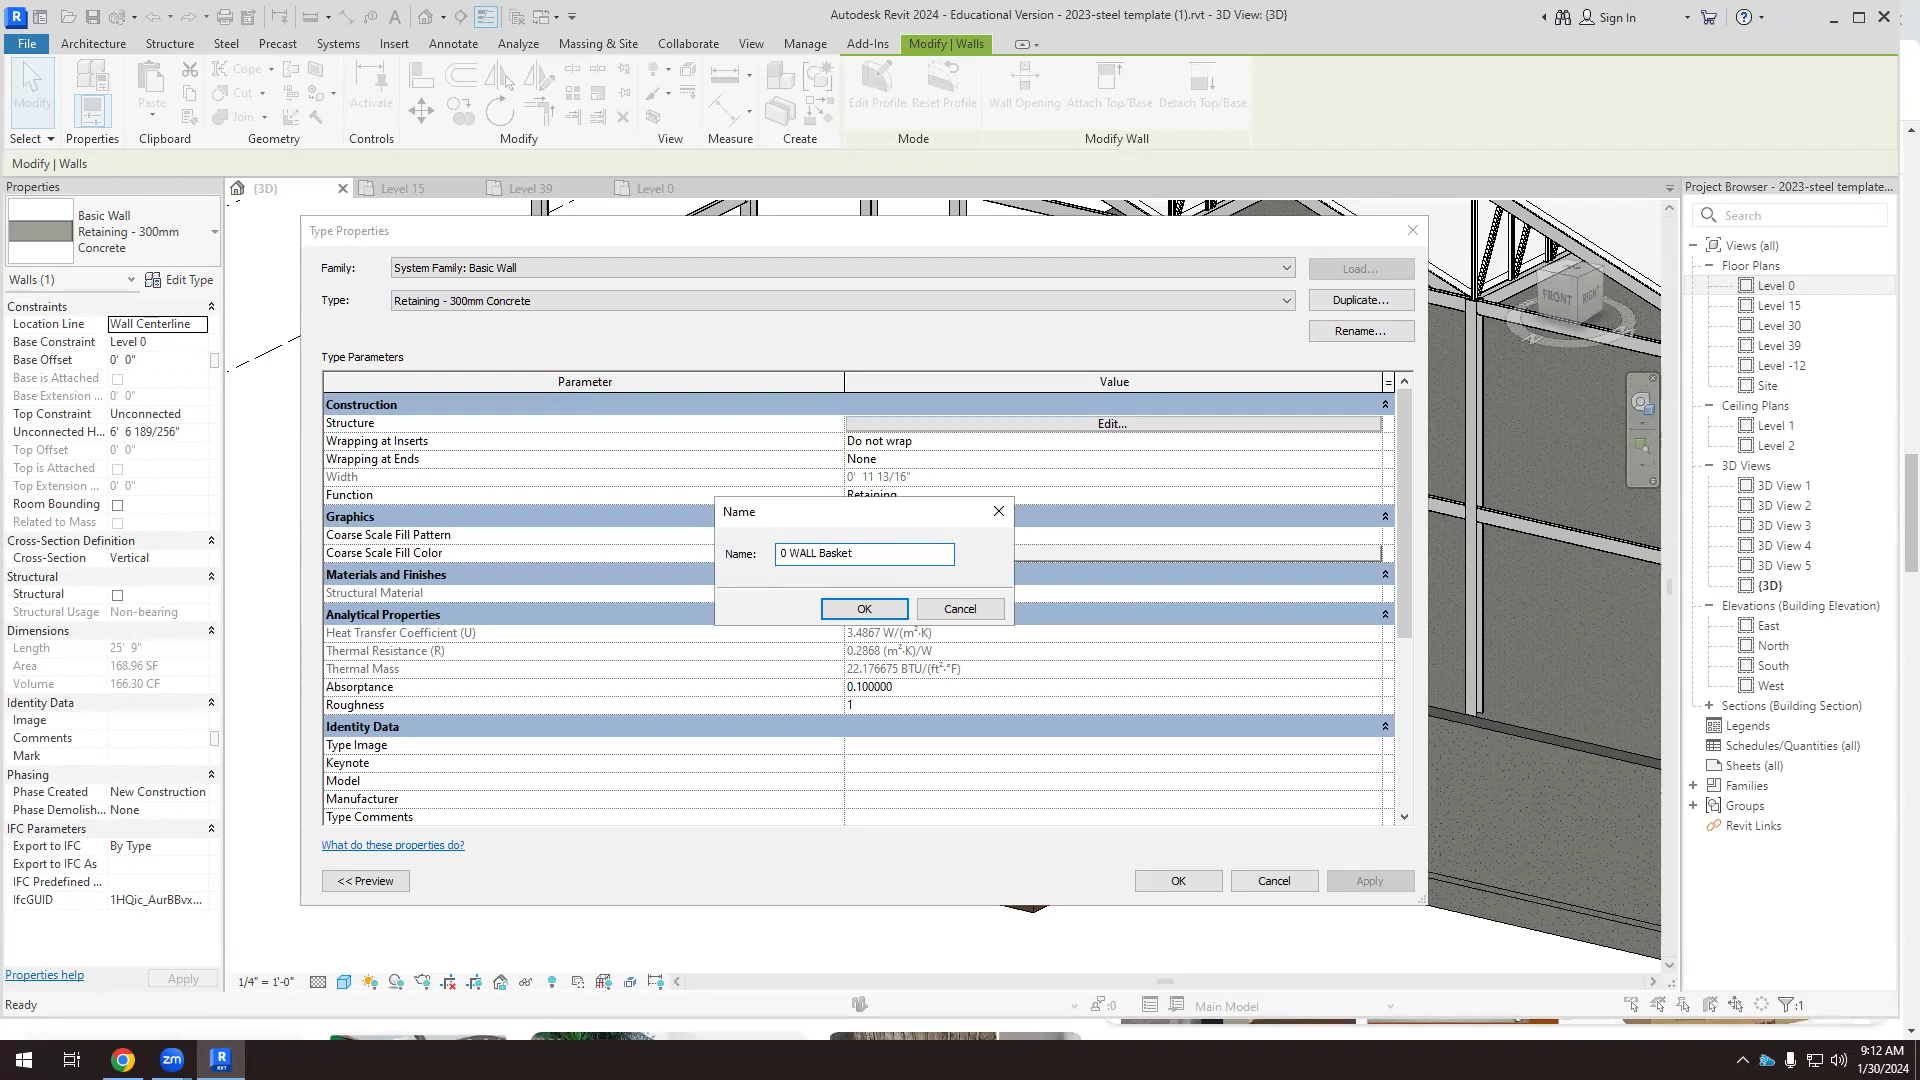 Autodesk Revit 2024 - Educational Version - 2023-steel template (1).rvt - 3D View: {3D}
Sign In
File Architecture Structure Steel Precast Systems Insert Annotate Analyze Massing & Site Collaborate View Manage Add-Ins Modify | Walls
Cope
Cut
Join
Modify
Paste
Activate
Edit Profile Reset Profile Wall Opening Attach Top/Base Detach Top/Base
Select Properties Clipboard Geometry Controls Modify View Measure Create Mode Modify Wall
Modify | Walls
Properties
Basic Wall
Retaining - 300mm
Concrete
Walls (1) Edit Type
Constraints
Location Line Wall Centerline
Base Constraint Level 0
Base Offset 0' 0"
Base is Attached
Base Extension ... 0' 0"
Top Constraint Unconnected
Unconnected H... 6' 6 189/256"
Top Offset 0' 0"
Top is Attached
Top Extension ... 0' 0"
Room Bounding
Related to Mass
Cross-Section Definition
Cross-Section Vertical
Structural
Structural
Structural Usage Non-bearing
Dimensions
Length 25' 9"
Area 168.96 SF
Volume 166.30 CF
Identity Data
Image
Comments
Mark
Phasing
Phase Created New Construction
Phase Demolish... None
IFC Parameters
Export to IFC By Type
Export to IFC As
IFC Predefined ...
IfcGUID 1HQic_AurBBvx...
Properties help Apply
{3D} Level 15 Level 39 Level 0
Type Properties
Family: System Family: Basic Wall Load...
Type: Retaining - 300mm Concrete Duplicate...
Rename...
Type Parameters
Parameter Value =
Construction
Structure Edit...
Wrapping at Inserts Do not wrap
Wrapping at Ends None
Width 0' 11 13/16"
Function Retaining
Graphics
Coarse Scale Fill Pattern
Coarse Scale Fill Color
Materials and Finishes
Structural Material
Analytical Properties
Heat Transfer Coefficient (U) 3.4867 W/(m²·K)
Thermal Resistance (R) 0.2868 (m²·K)/W
Thermal Mass 22.176675 BTU/(ft²·°F)
Absorptance 0.100000
Roughness 1
Identity Data
Type Image
Keynote
Model
Manufacturer
Type Comments
What do these properties do?
<< Preview OK Cancel Apply
Name
Name: 0 WALL Basket
OK Cancel
FRONT RIGHT
N
Project Browser - 2023-steel template...
Search
Views (all)
Floor Plans
Level 0
Level 15
Level 30
Level 39
Level -12
Site
Ceiling Plans
Level 1
Level 2
3D Views
3D View 1
3D View 2
3D View 3
3D View 4
3D View 5
{3D}
Elevations (Building Elevation)
East
North
South
West
Sections (Building Section)
Legends
Schedules/Quantities (all)
Sheets (all)
Families
Groups
Revit Links
1/4" = 1'-0"
Ready :0 Main Model :1
zm
R
RVT
9:12 AM
1/30/2024